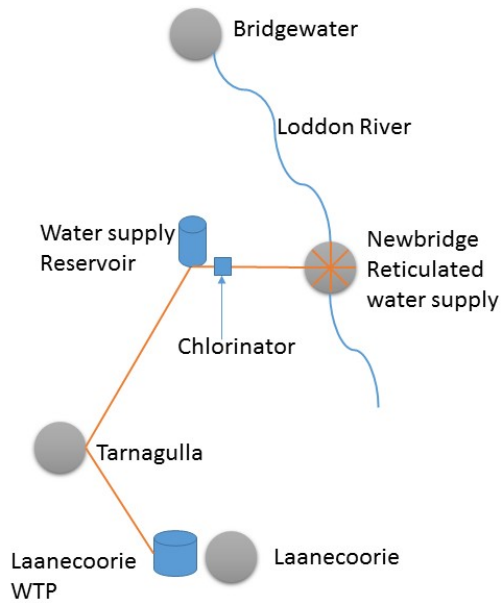 Bridgewater
Loddon River
Water supply
Reservoir
Newbridge
Reticulated
water supply
Chlorinator
Tarnagulla
Laanecoorie
WTP
Laanecoorie